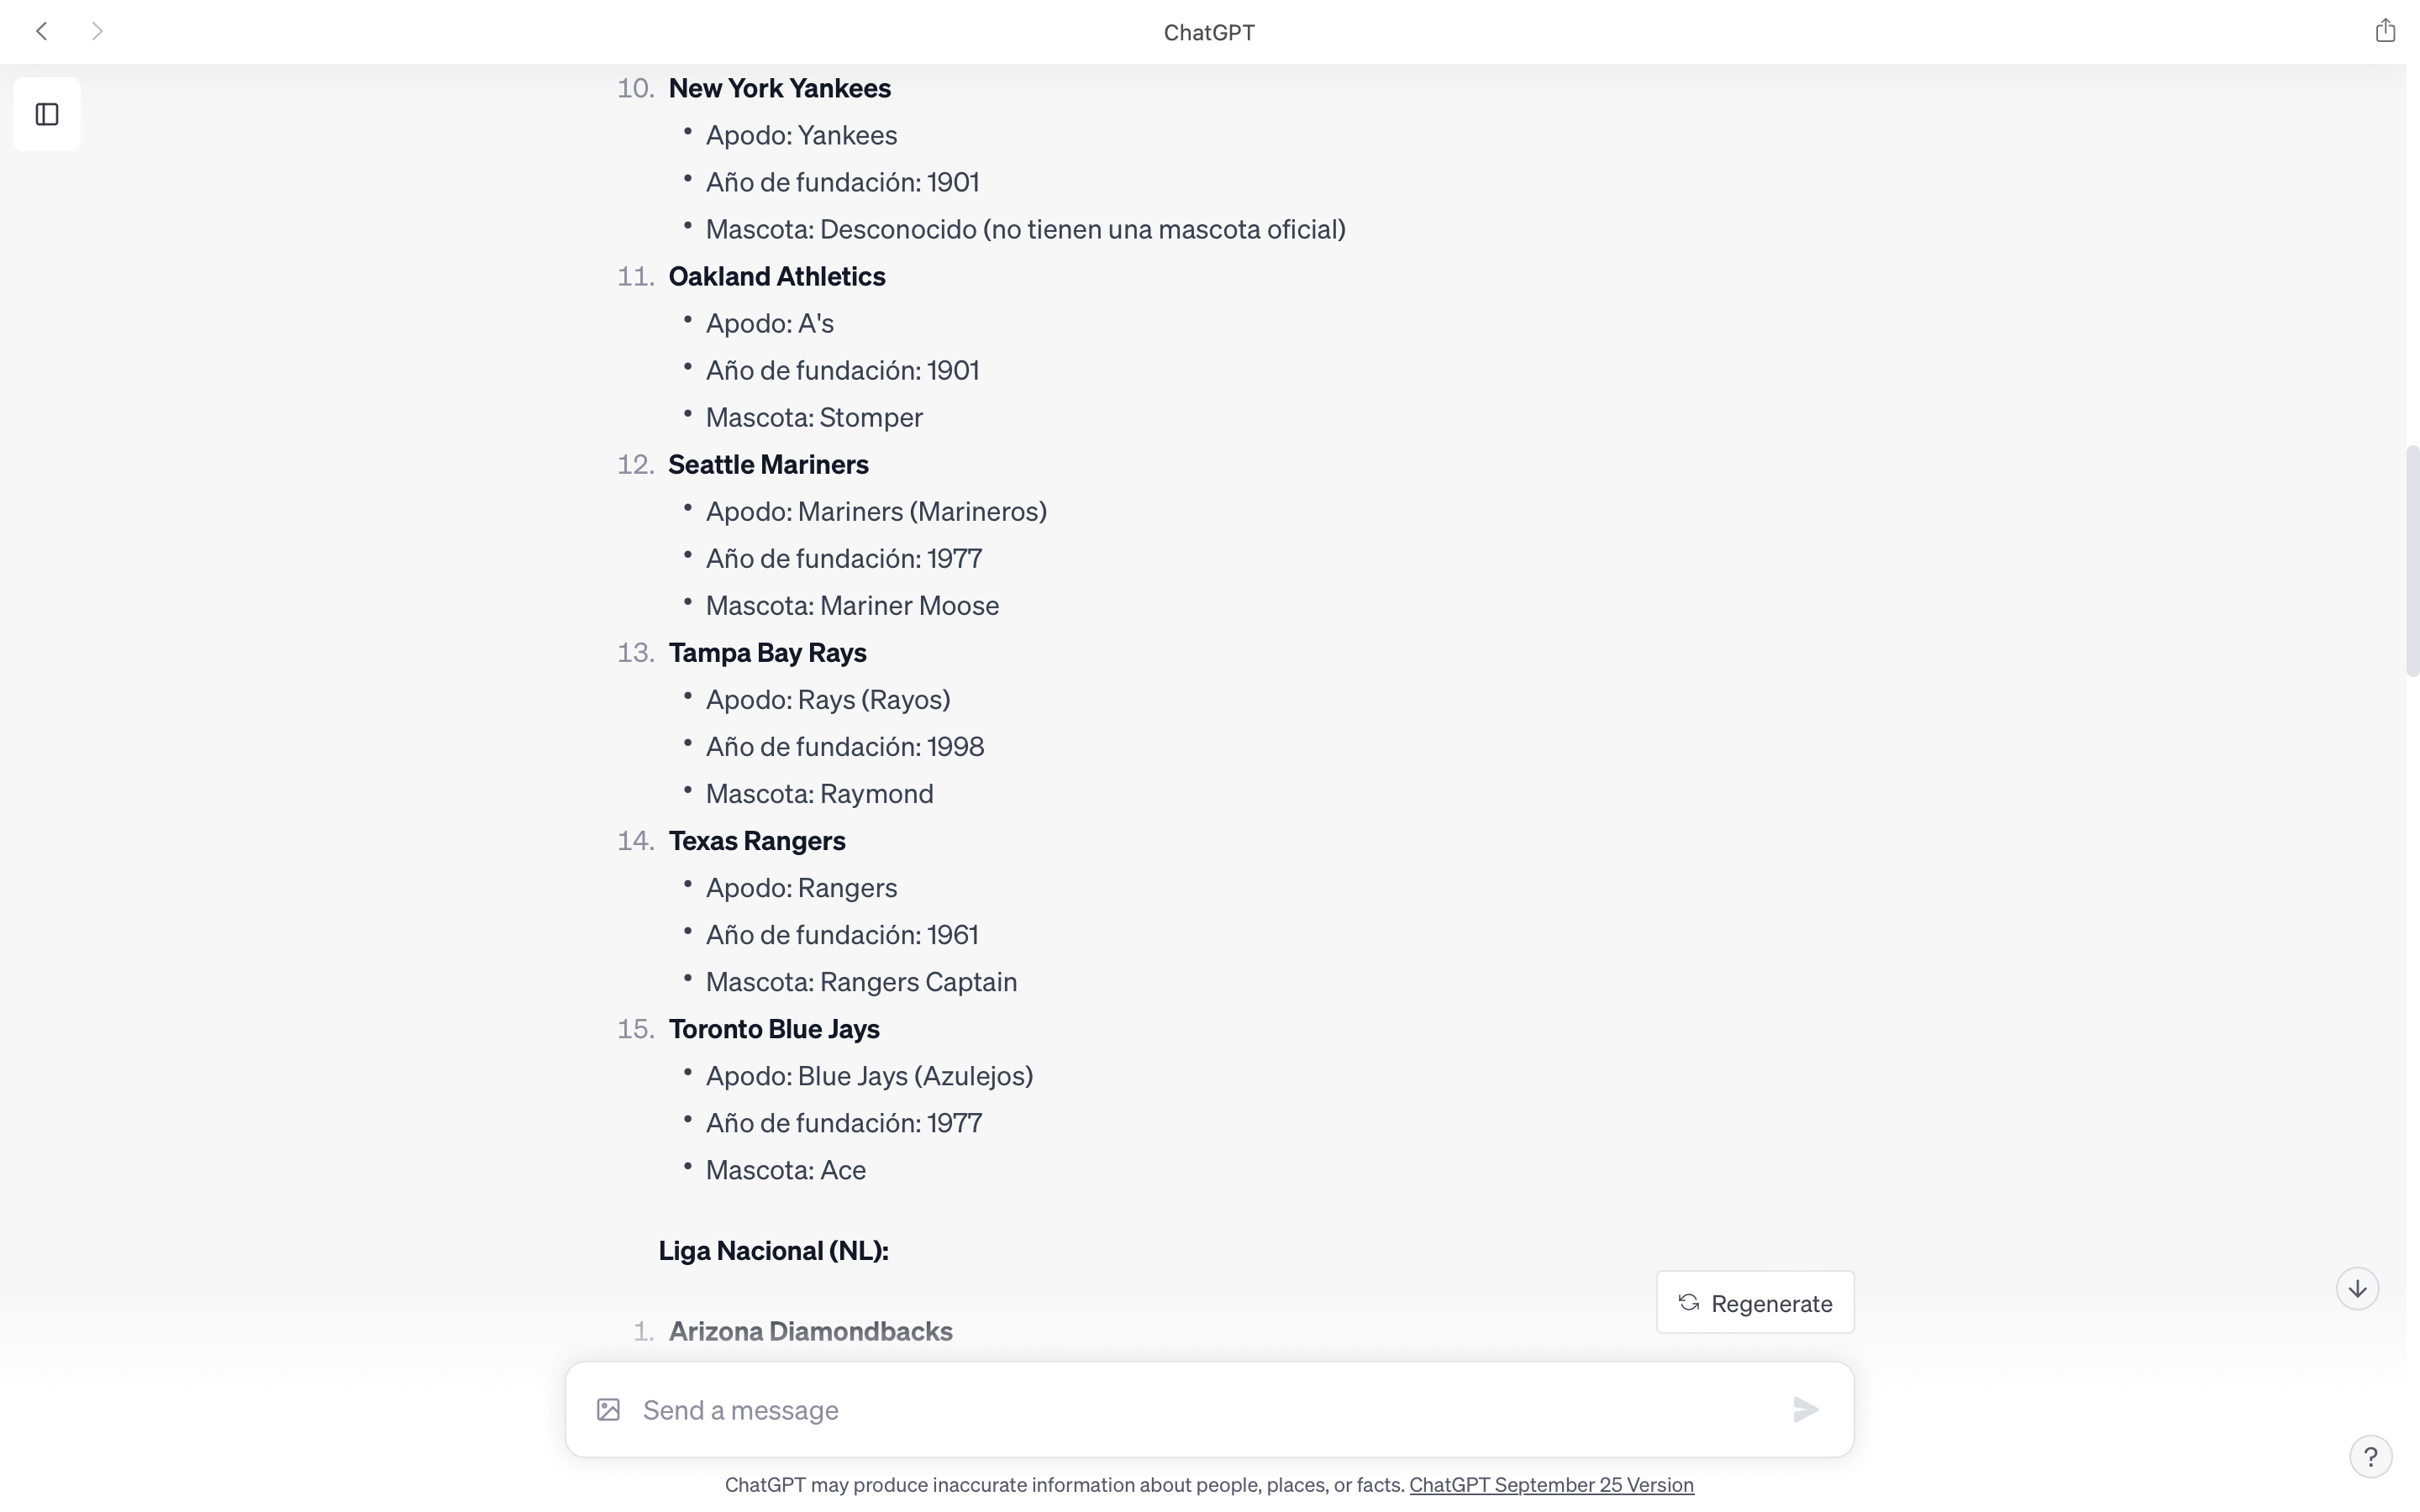 ChatGPT
10. New York Yankees
• Apodo: Yankees
• Año de fundación: 1901
• Mascota: Desconocido (no tienen una mascota oficial)
11. Oakland Athletics
• Apodo: A's
• Año de fundación: 1901
• Mascota: Stomper
12. Seattle Mariners
• Apodo: Mariners (Marineros)
• Año de fundación: 1977
• Mascota: Mariner Moose
13. Tampa Bay Rays
• Apodo: Rays (Rayos)
• Año de fundación: 1998
• Mascota: Raymond
14. Texas Rangers
• Apodo: Rangers
• Año de fundación: 1961
• Mascota: Rangers Captain
15. Toronto Blue Jays
• Apodo: Blue Jays (Azulejos)
• Año de fundación: 1977
• Mascota: Ace
Liga Nacional (NL):
Regenerate
1. Arizona Diamondbacks
Send a message
?
ChatGPT may produce inaccurate information about people, places, or facts. ChatGPT September 25 Version